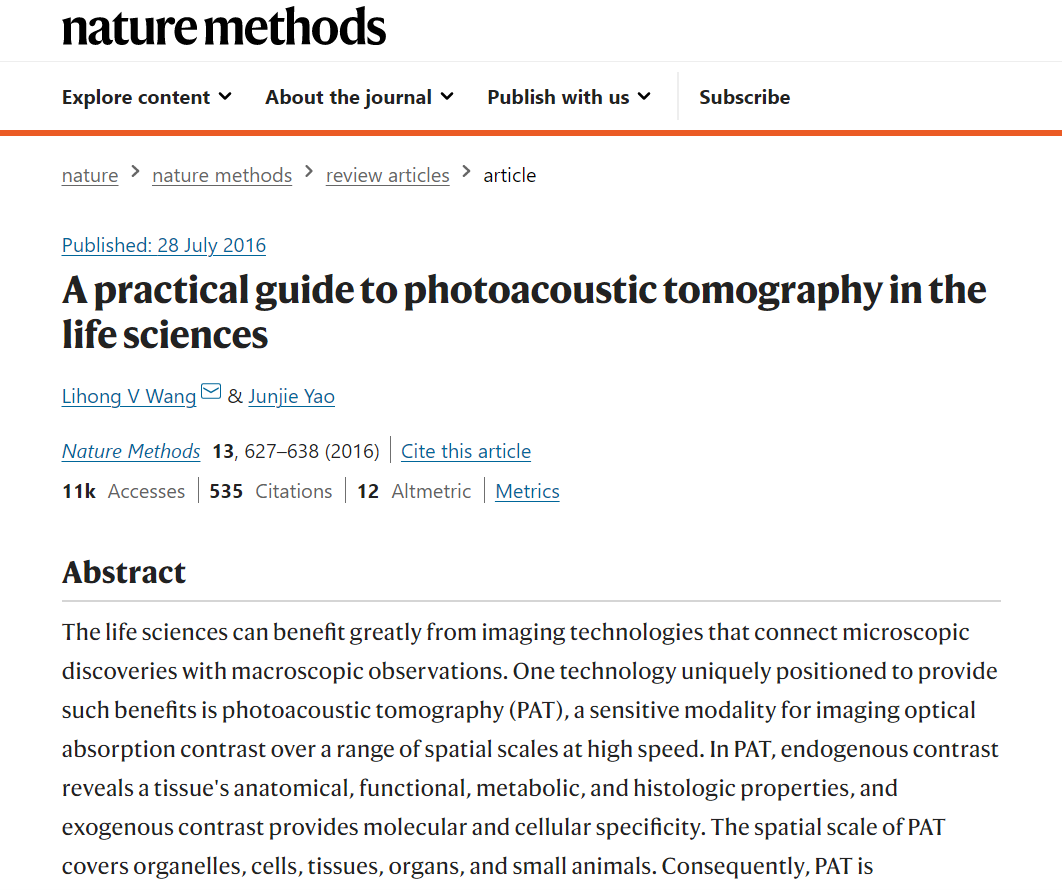 nature methods
Explore content About the journal Publish with us Subscribe
nature > nature methods > review articles > article
Published: 28 July 2016
A practical guide to photoacoustic tomography in the
life sciences
Lihong V Wang & Junjie Yao
Nature Methods 13, 627–638 (2016) Cite this article
11k Accesses 535 Citations 12 Altmetric Metrics
Abstract
The life sciences can benefit greatly from imaging technologies that connect microscopic
discoveries with macroscopic observations. One technology uniquely positioned to provide
such benefits is photoacoustic tomography (PAT), a sensitive modality for imaging optical
absorption contrast over a range of spatial scales at high speed. In PAT, endogenous contrast
reveals a tissue's anatomical, functional, metabolic, and histologic properties, and
exogenous contrast provides molecular and cellular specificity. The spatial scale of PAT
covers organelles, cells, tissues, organs, and small animals. Consequently, PAT is